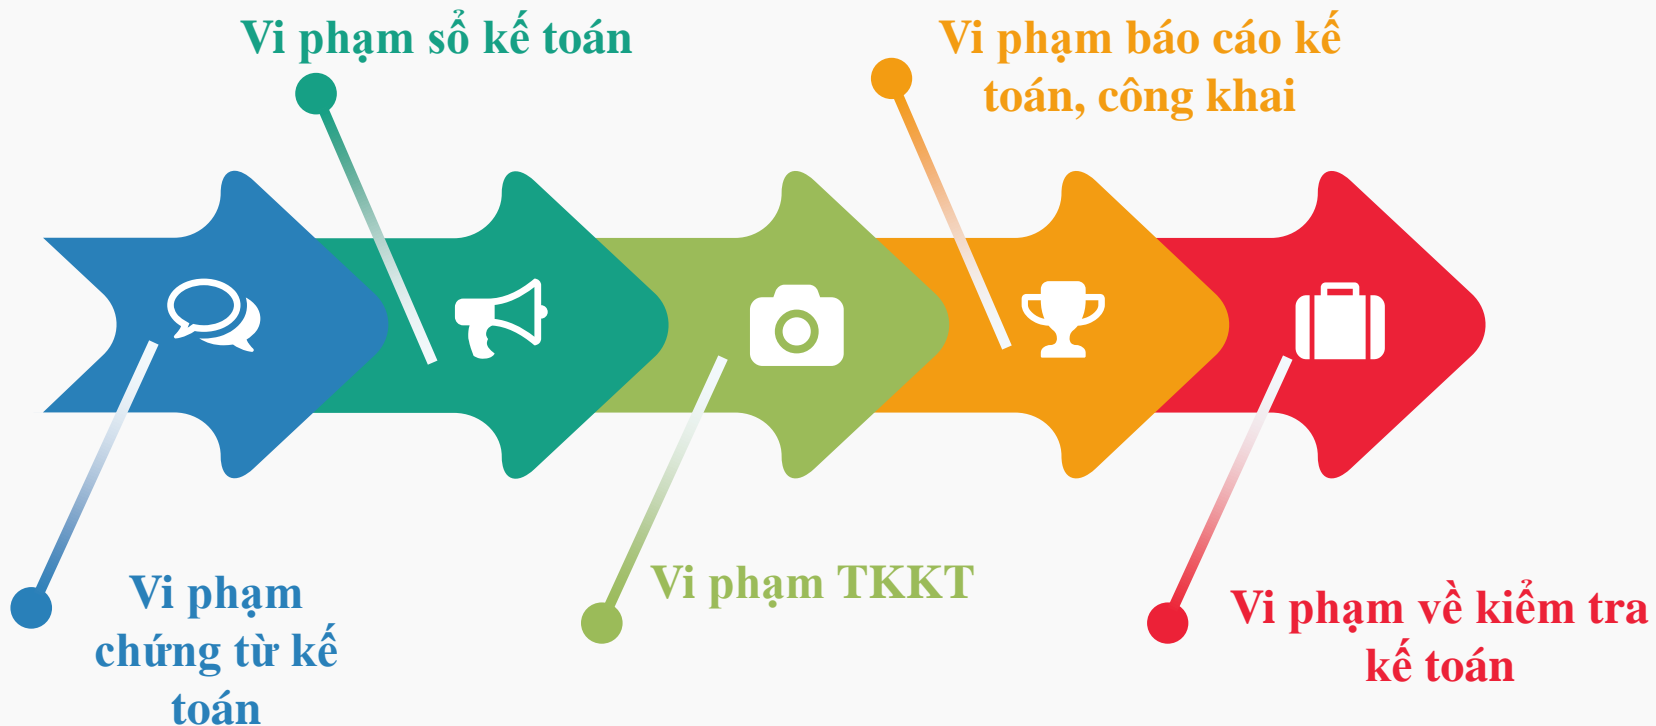 Vi phạm sổ kế toán
Vi phạm báo cáo kế
toán, công khai
Vi phạm
chứng từ kế
toán
Vi phạm TKKT
Vi phạm về kiểm tra
kế toán